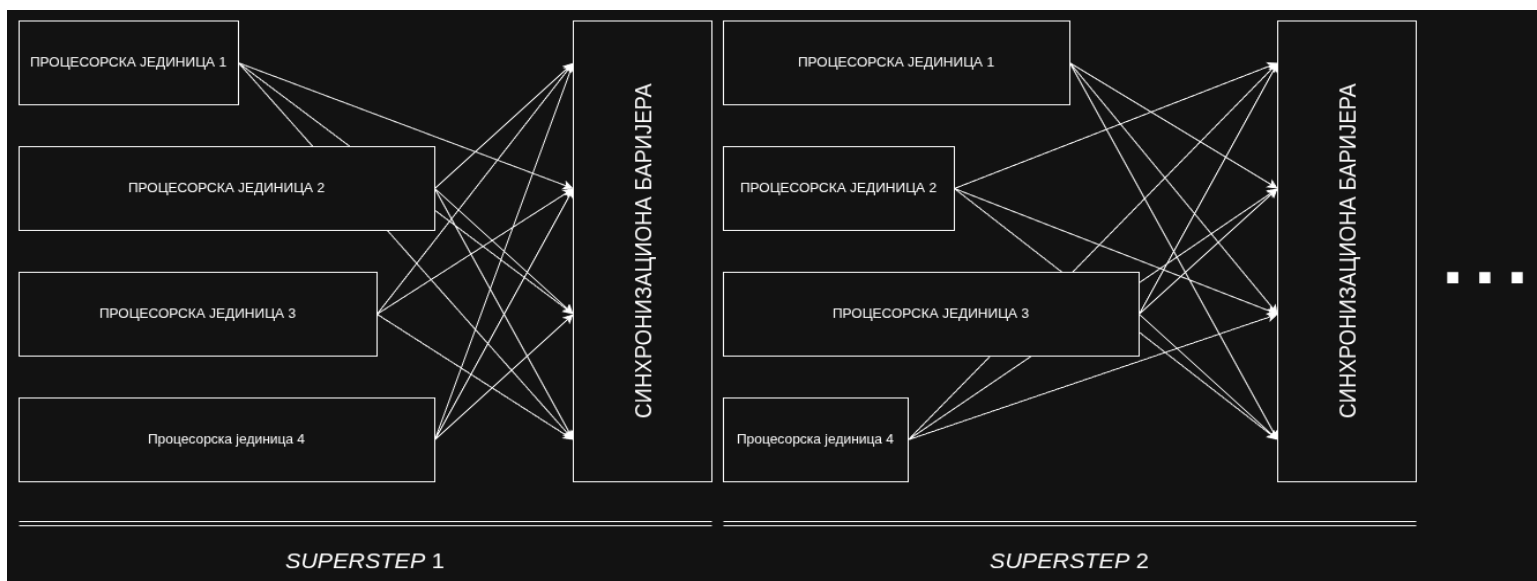 ПРОЦЕСОРСКА ЈЕДИНИЦА 1
ПРОЦЕСОРСКА ЈЕДИНИЦА 2
ПРОЦЕСОРСКА ЈЕДИНИЦА 3
Процесорска јединица 4
СИНХРОНИЗАЦИОНА БАРИЈЕРА
SUPERSTEP 1
ПРОЦЕСОРСКА ЈЕДИНИЦА 1
ПРОЦЕСОРСКА ЈЕДИНИЦА 2
ПРОЦЕСОРСКА ЈЕДИНИЦА 3
Процесорска јединица 4
СИНХРОНИЗАЦИОНА БАРИЈЕРА
SUPERSTEP 2
...